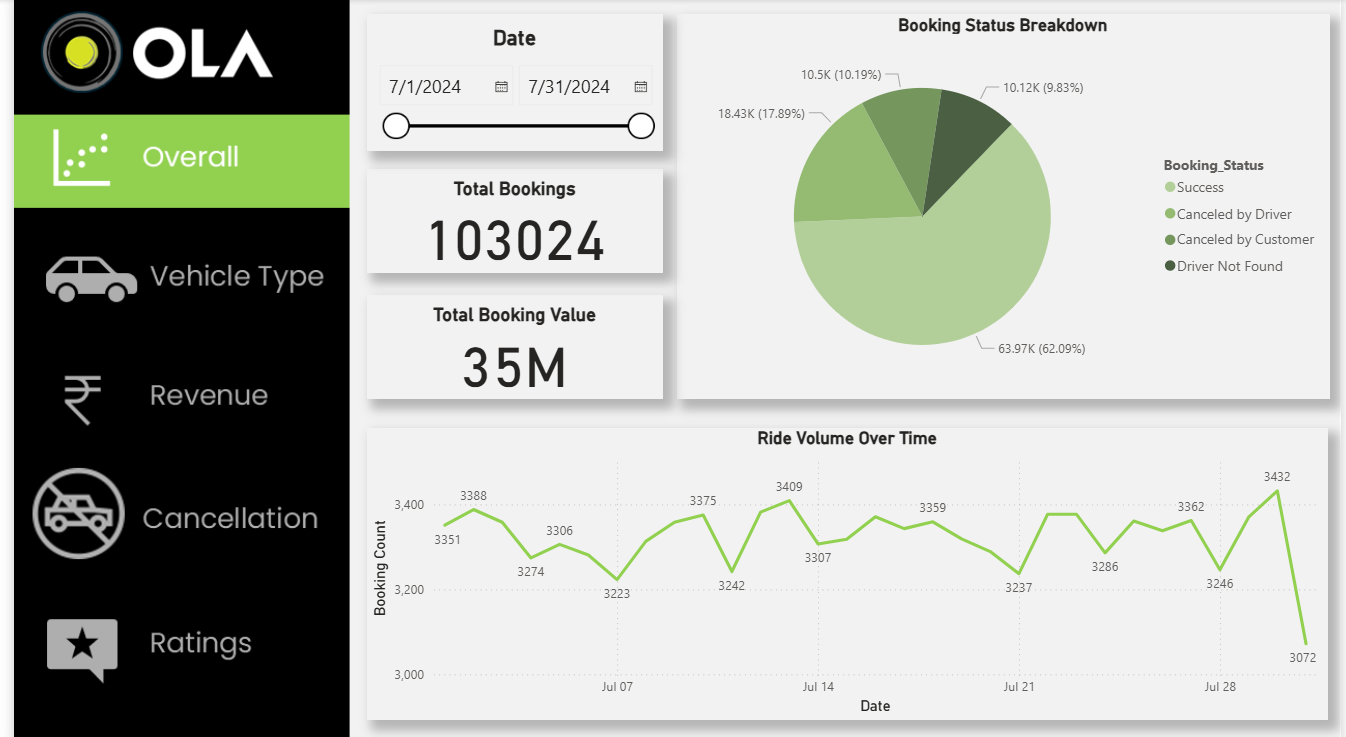 OLA
Overall
Vehicle Type
Revenue
Cancellation
Ratings
Date
7/1/2024 7/31/2024
Total Bookings
103024
Total Booking Value
35M
Booking Status Breakdown
10.5K (10.19%)
10.12K (9.83%)
18.43K (17.89%)
63.97K (62.09%)
Booking_Status
Success
Canceled by Driver
Canceled by Customer
Driver Not Found
Ride Volume Over Time
Booking Count
3,400
3,200
3,000
3351
3388
3274
3306
3223
3375
3242
3409
3307
3359
3237
3286
3362
3246
3432
3072
Jul 07 Jul 14 Jul 21 Jul 28
Date